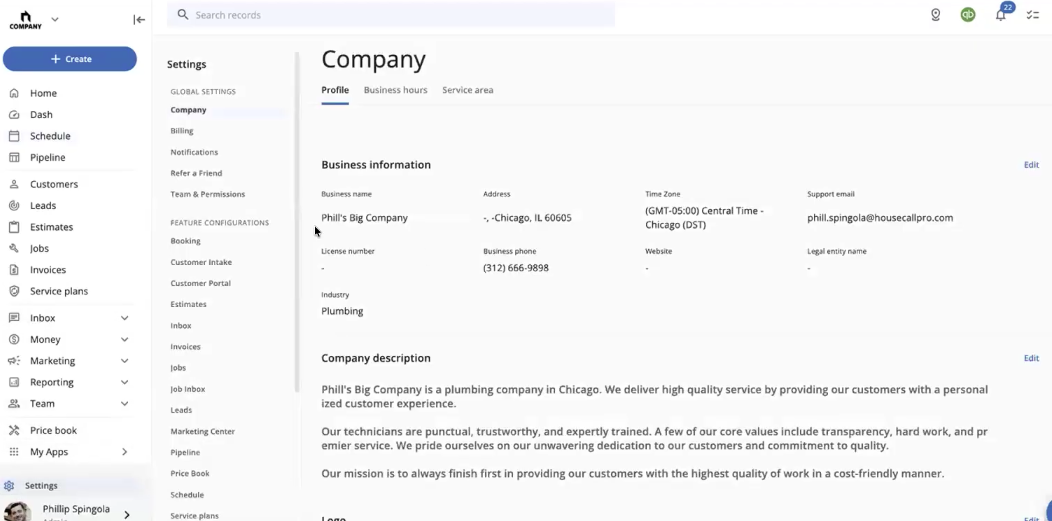 COMPANY
Search records
22
qb
+ Create
Home
Dash
Schedule
Pipeline
Customers
Leads
Estimates
Jobs
Invoices
Service plans
Inbox
Money
Marketing
Reporting
Team
Price book
My Apps
Settings
Phillip Spingola
Admin
Settings
GLOBAL SETTINGS
Company
Billing
Notifications
Refer a Friend
Team & Permissions
FEATURE CONFIGURATIONS
Booking
Customer Intake
Customer Portal
Estimates
Inbox
Invoices
Jobs
Job Inbox
Leads
Marketing Center
Pipeline
Price Book
Schedule
Service plans
Company
Profile Business hours Service area
Business information Edit
Business name Address Time Zone Support email
Phill's Big Company -, -Chicago, IL 60605 (GMT-05:00) Central Time - phill.spingola@housecallpro.com
Chicago (DST)
License number Business phone Website Legal entity name
- (312) 666-9898 - -
Industry
Plumbing
Company description Edit
Phill's Big Company is a plumbing company in Chicago. We deliver high quality service by providing our customers with a personal
ized customer experience.
Our technicians are punctual, trustworthy, and expertly trained. A few of our core values include transparency, hard work, and pr
emier service. We pride ourselves on our unwavering dedication to our customers and commitment to quality.
Our mission is to always finish first in providing our customers with the highest quality of work in a cost-friendly manner.
Logo Edit